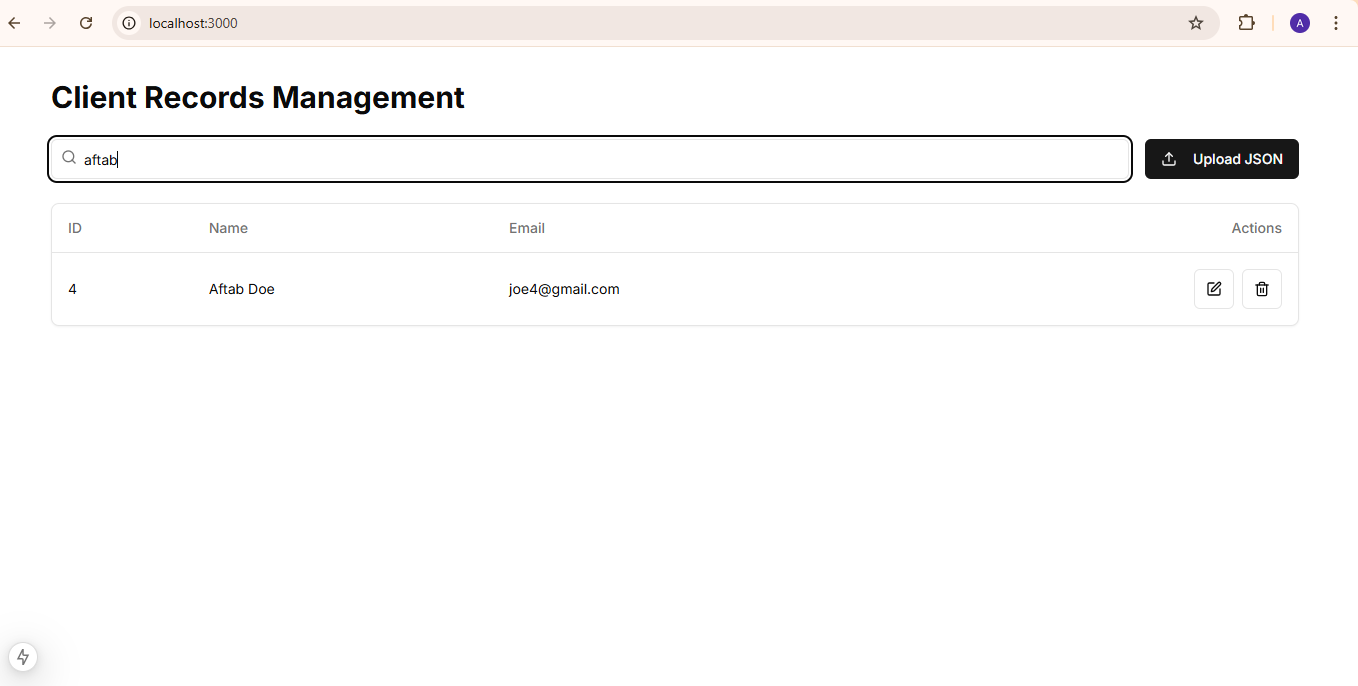 localhost:3000
A
Client Records Management
aftab
Upload JSON
ID Name Email Actions
4 Aftab Doe joe4@gmail.com